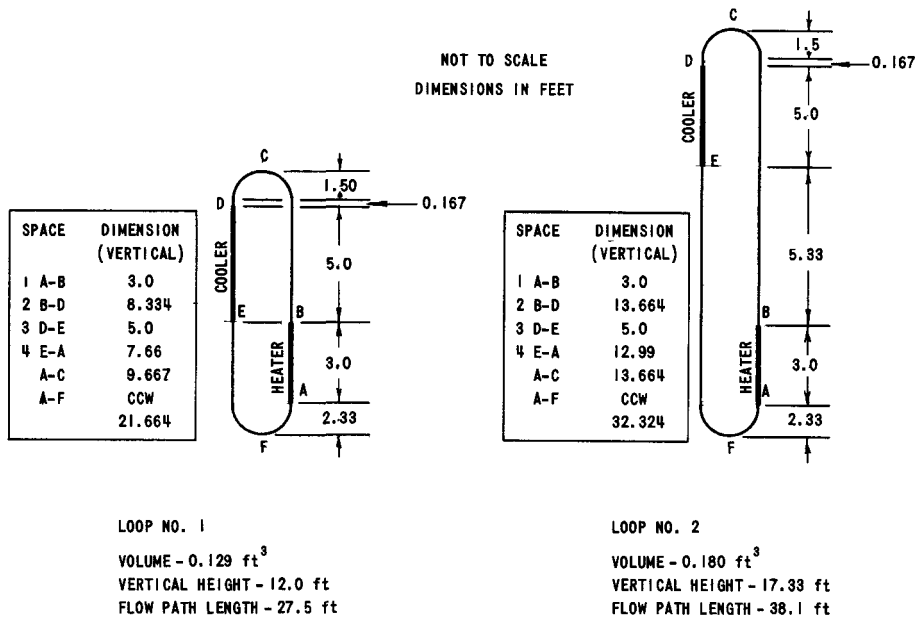 NOT TO SCALE
DIMENSIONS IN FEET
C
1.50
D
0.167
COOLER
5.0
E
B
HEATER
3.0
A
2.33
F
SPACE DIMENSION
(VERTICAL)
1 A-B 3.0
2 B-D 8.334
3 D-E 5.0
4 E-A 7.66
A-C 9.667
A-F CCW
21.664
C
1.5
D
0.167
COOLER
5.0
E
5.33
B
HEATER
3.0
A
2.33
F
SPACE DIMENSION
(VERTICAL)
1 A-B 3.0
2 B-D 13.664
3 D-E 5.0
4 E-A 12.99
A-C 13.664
A-F CCW
32.324
LOOP NO. 1
VOLUME - 0.129 ft³
VERTICAL HEIGHT - 12.0 ft
FLOW PATH LENGTH - 27.5 ft
LOOP NO. 2
VOLUME - 0.180 ft³
VERTICAL HEIGHT - 17.33 ft
FLOW PATH LENGTH - 38.1 ft